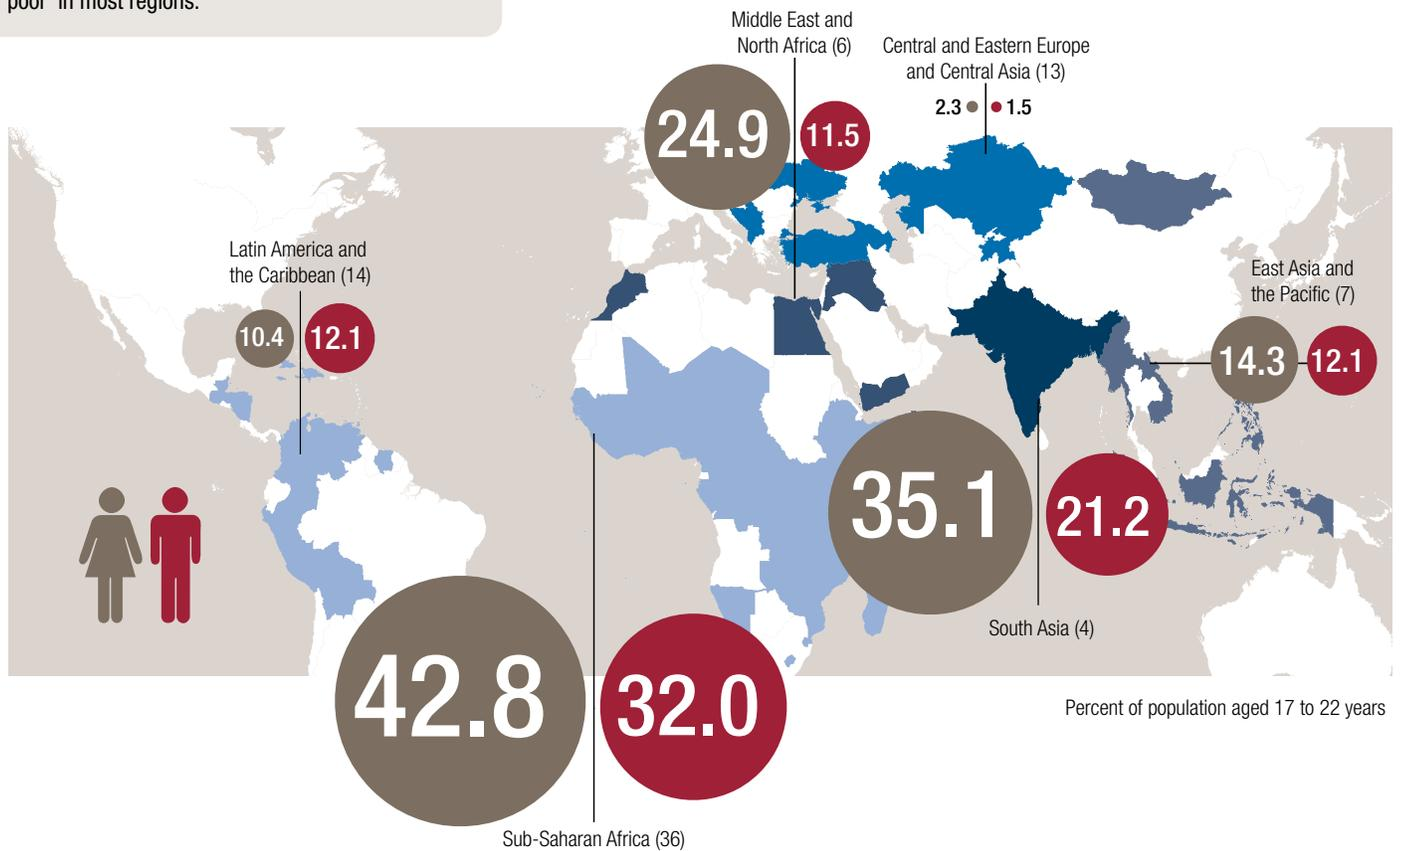 poor” in most regions.
Middle East and
North Africa (6)
Central and Eastern Europe
and Central Asia (13)
2.3
1.5
24.9
11.5
Latin America and
the Caribbean (14)
10.4
12.1
East Asia and
the Pacific (7)
14.3
12.1
35.1
21.2
South Asia (4)
42.8
32.0
Percent of population aged 17 to 22 years
Sub-Saharan Africa (36)